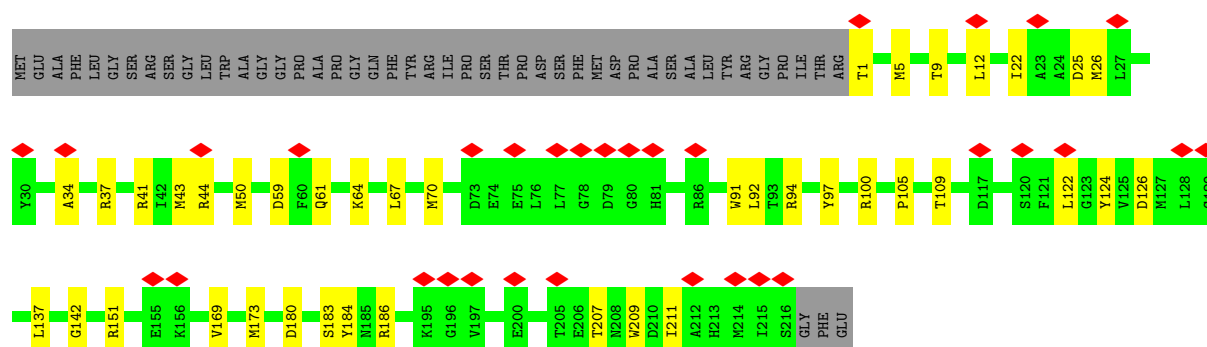 MET GLU ALA PHE LEU GLY SER ARG SER GLY LEU TRP ALA GLY GLY PRO ALA PRO GLY GLN PHE TYR ARG ILE PRO SER THR PRO ASP SER PHE MET ASP PRO ALA SER ALA LEU TYR ARG GLY PRO ILE THR ARG T1 M5 T9 L12 I22 A23 A24 D25 M26 L27
Y30 A34 R37 R41 I42 M43 R44 M50 D59 F60 Q61 K64 L67 M70 D73 E74 E75 L76 L77 G78 D79 G80 H81 R86 W91 L92 T93 R94 Y97 R100 P105 T109 D117 S120 F121 L122 G123 Y124 V125 D126 M127 L128
L137 G142 R151 E155 K156 V169 M173 D180 S183 Y184 N185 R186 K195 G196 V197 E200 T205 E206 T207 N208 W209 D210 I211 A212 H213 M214 I215 S216 GLY PHE GLU